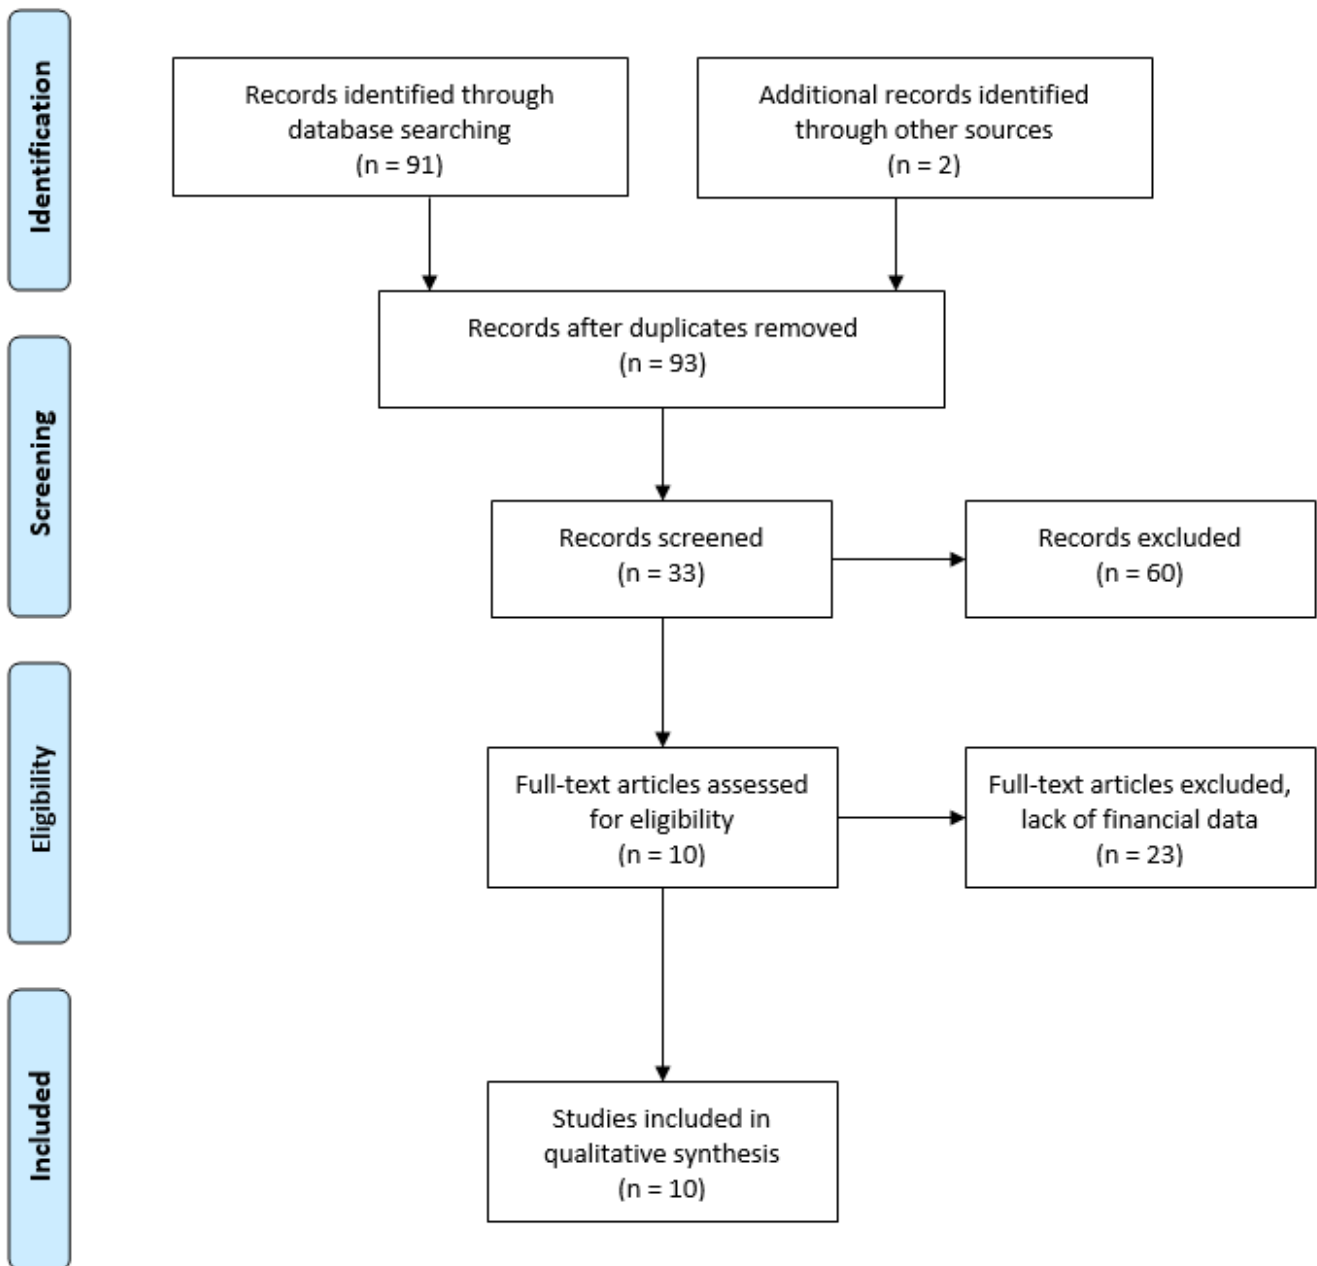 Identification
Records identified through
database searching
(n = 91)
Additional records identified
through other sources
(n = 2)
Records after duplicates removed
(n = 93)
Screening
Records screened
(n = 33)
Records excluded
(n = 60)
Eligibility
Full-text articles assessed
for eligibility
(n = 10)
Full-text articles excluded,
lack of financial data
(n = 23)
Included
Studies included in
qualitative synthesis
(n = 10)